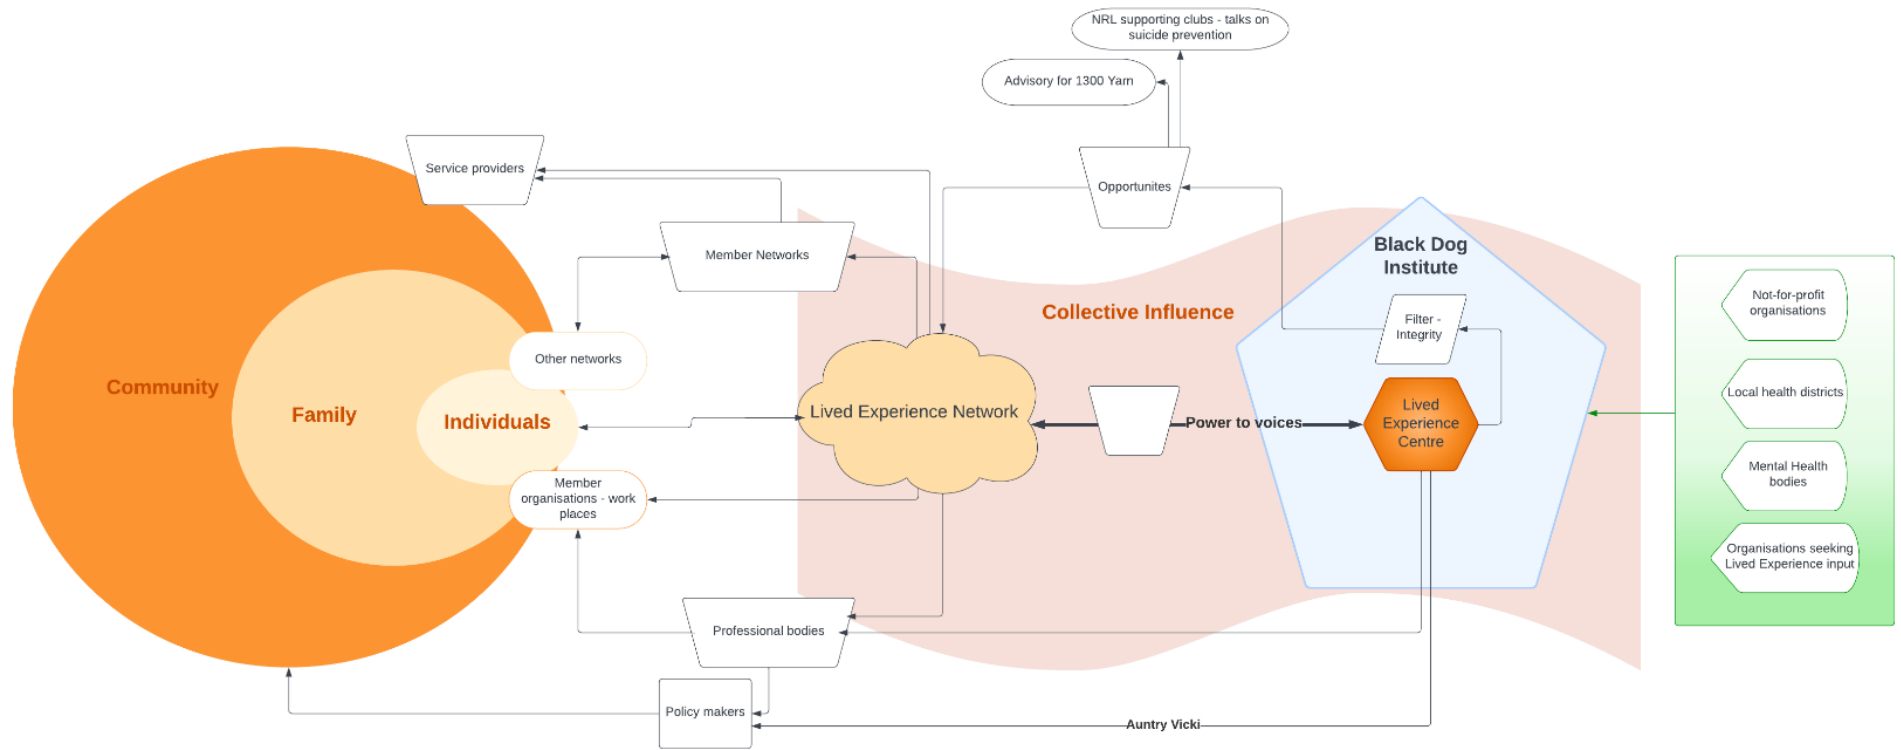 NRL supporting clubs - talks on
suicide prevention
Advisory for 1300 Yarn
Service providers
Opportunites
Member Networks
Black Dog
Institute
Collective Influence
Filter -
Integrity
Not-for-profit
organisations
Other networks
Community
Family
Individuals
Lived Experience Network
Power to voices
Lived
Experience
Centre
Local health districts
Mental Health
bodies
Member
organisations - work
places
Organisations seeking
Lived Experience input
Professional bodies
Policy makers
Auntry Vicki